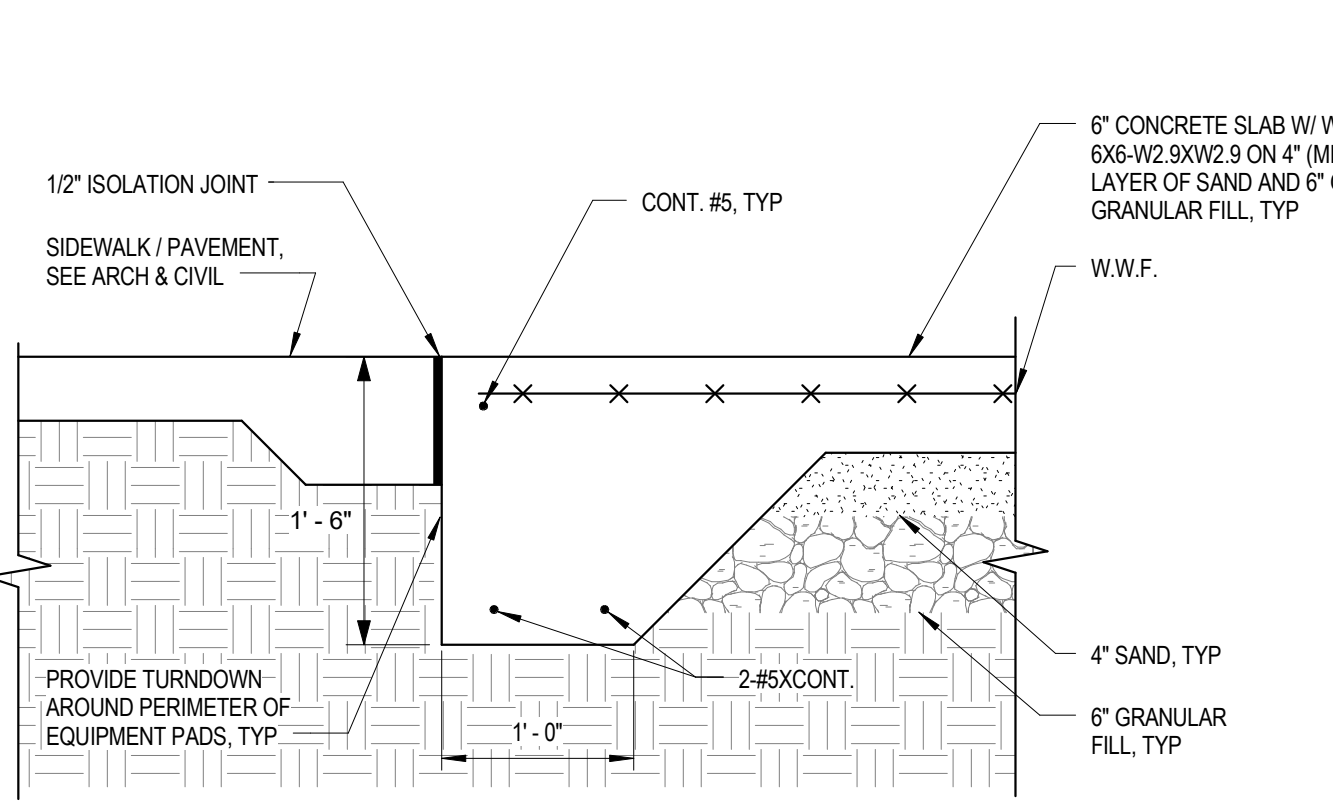 1/2" ISOLATION JOINT
SIDEWALK / PAVEMENT,
SEE ARCH & CIVIL
CONT. #5, TYP
6" CONCRETE SLAB W/
6X6-W2.9XW2.9 ON 4"
LAYER OF SAND AND 6"
GRANULAR FILL, TYP
W.W.F.
1' - 6"
PROVIDE TURNDOWN
AROUND PERIMETER OF
EQUIPMENT PADS, TYP
2-#5XCONT.
1' - 0"
4" SAND, TYP
6" GRANULAR
FILL, TYP